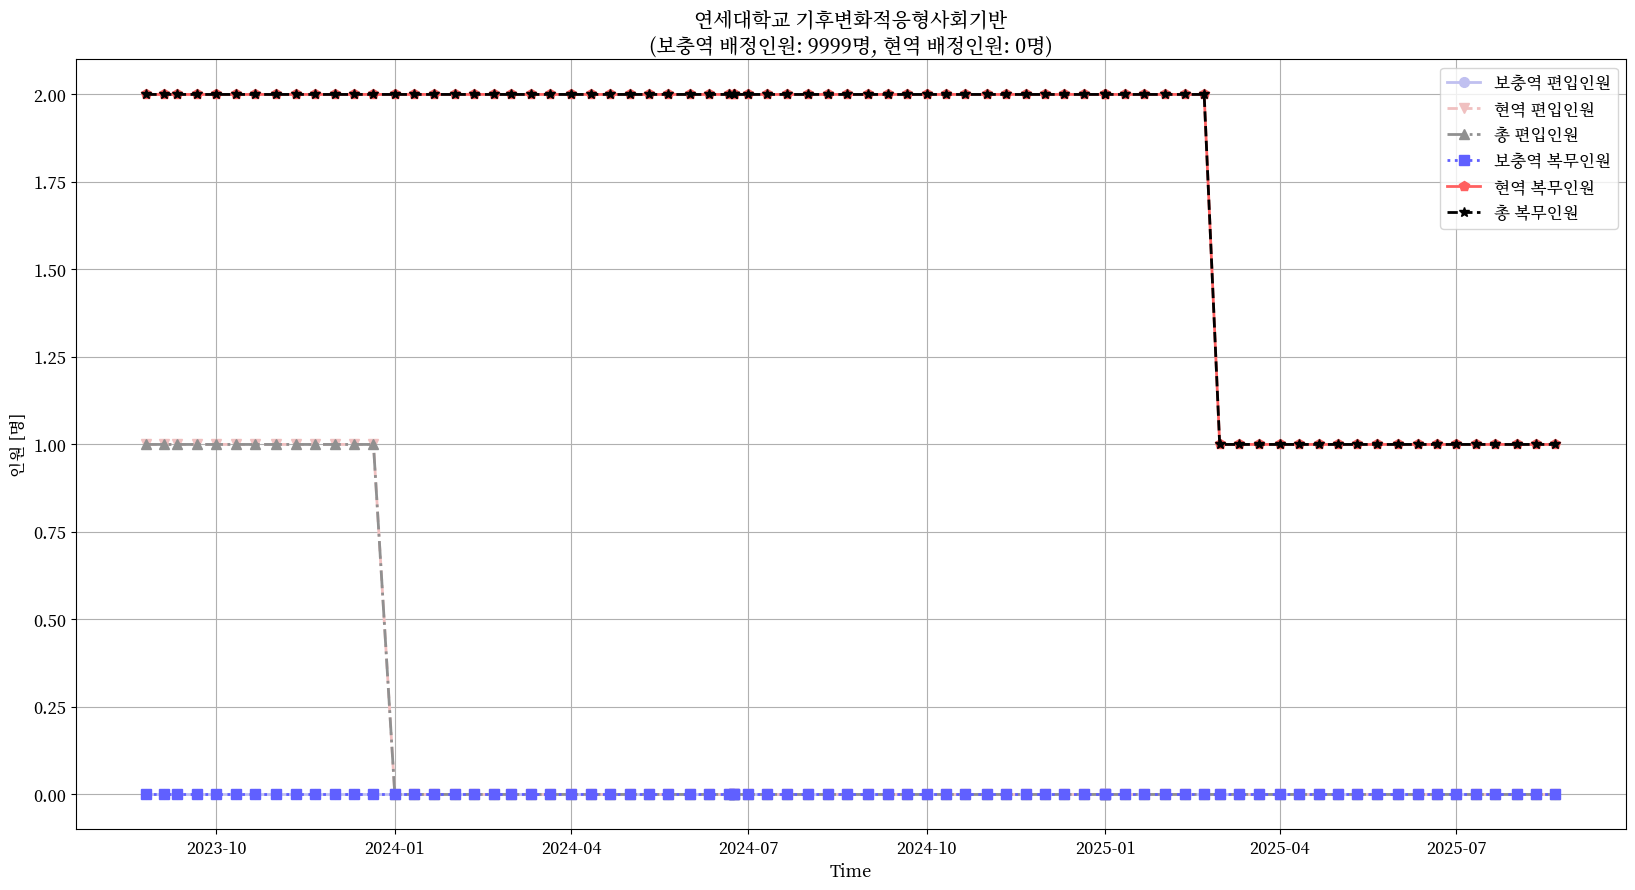 연세대학교 기후변화적응형사회기반
(보충역 배정인원: 9999명, 현역 배정인원: 0명)
보충역 편입인원
현역 편입인원
총 편입인원
보충역 복무인원
현역 복무인원
총 복무인원
인원 [명]
2.00
1.75
1.50
1.25
1.00
0.75
0.50
0.25
0.00
2023-10
2024-01
2024-04
2024-07
2024-10
2025-01
2025-04
2025-07
Time